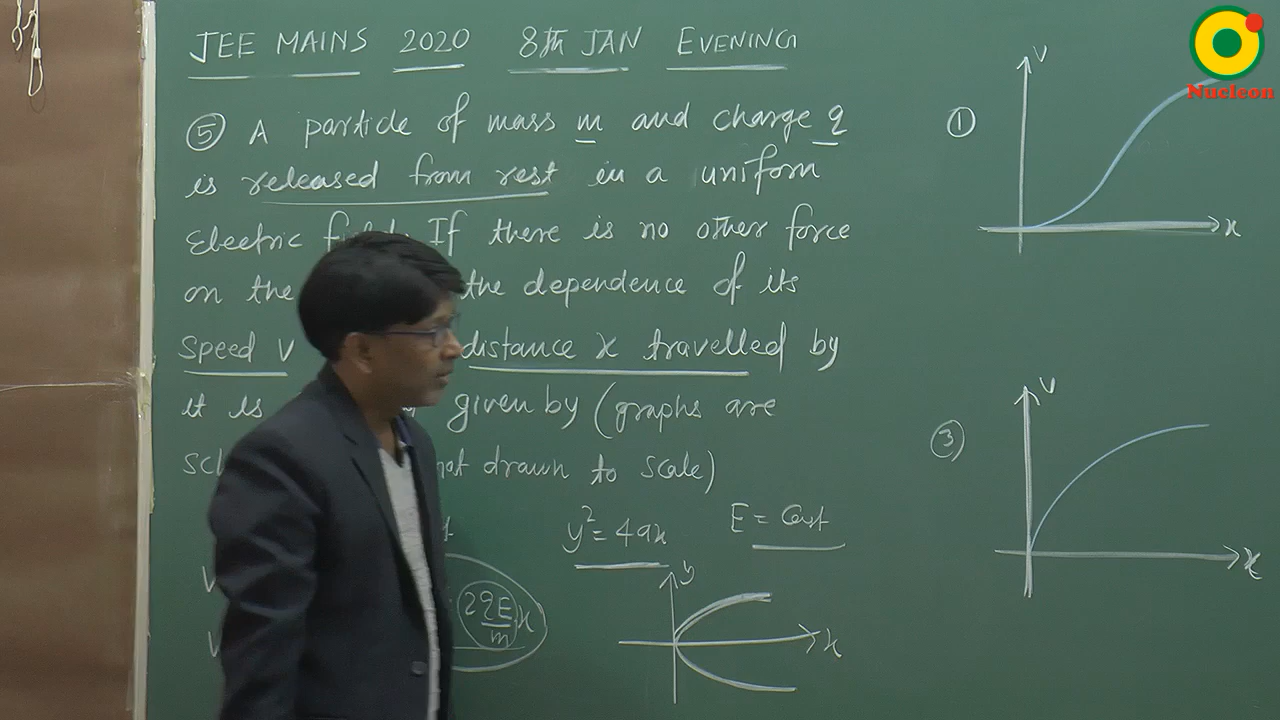 JEE MAINS 2020 8th JAN EVENING
⑤ A particle of mass m and charge q
is released from rest in a uniform
Electric If there is no other force
on the the dependence of its
speed V distance x travelled by
it is given by (graphs are
not drawn to scale)
y² = 4ax E = Const
V 2qE/m x
V
y
x
① V
x
③ V
x
Nucleon